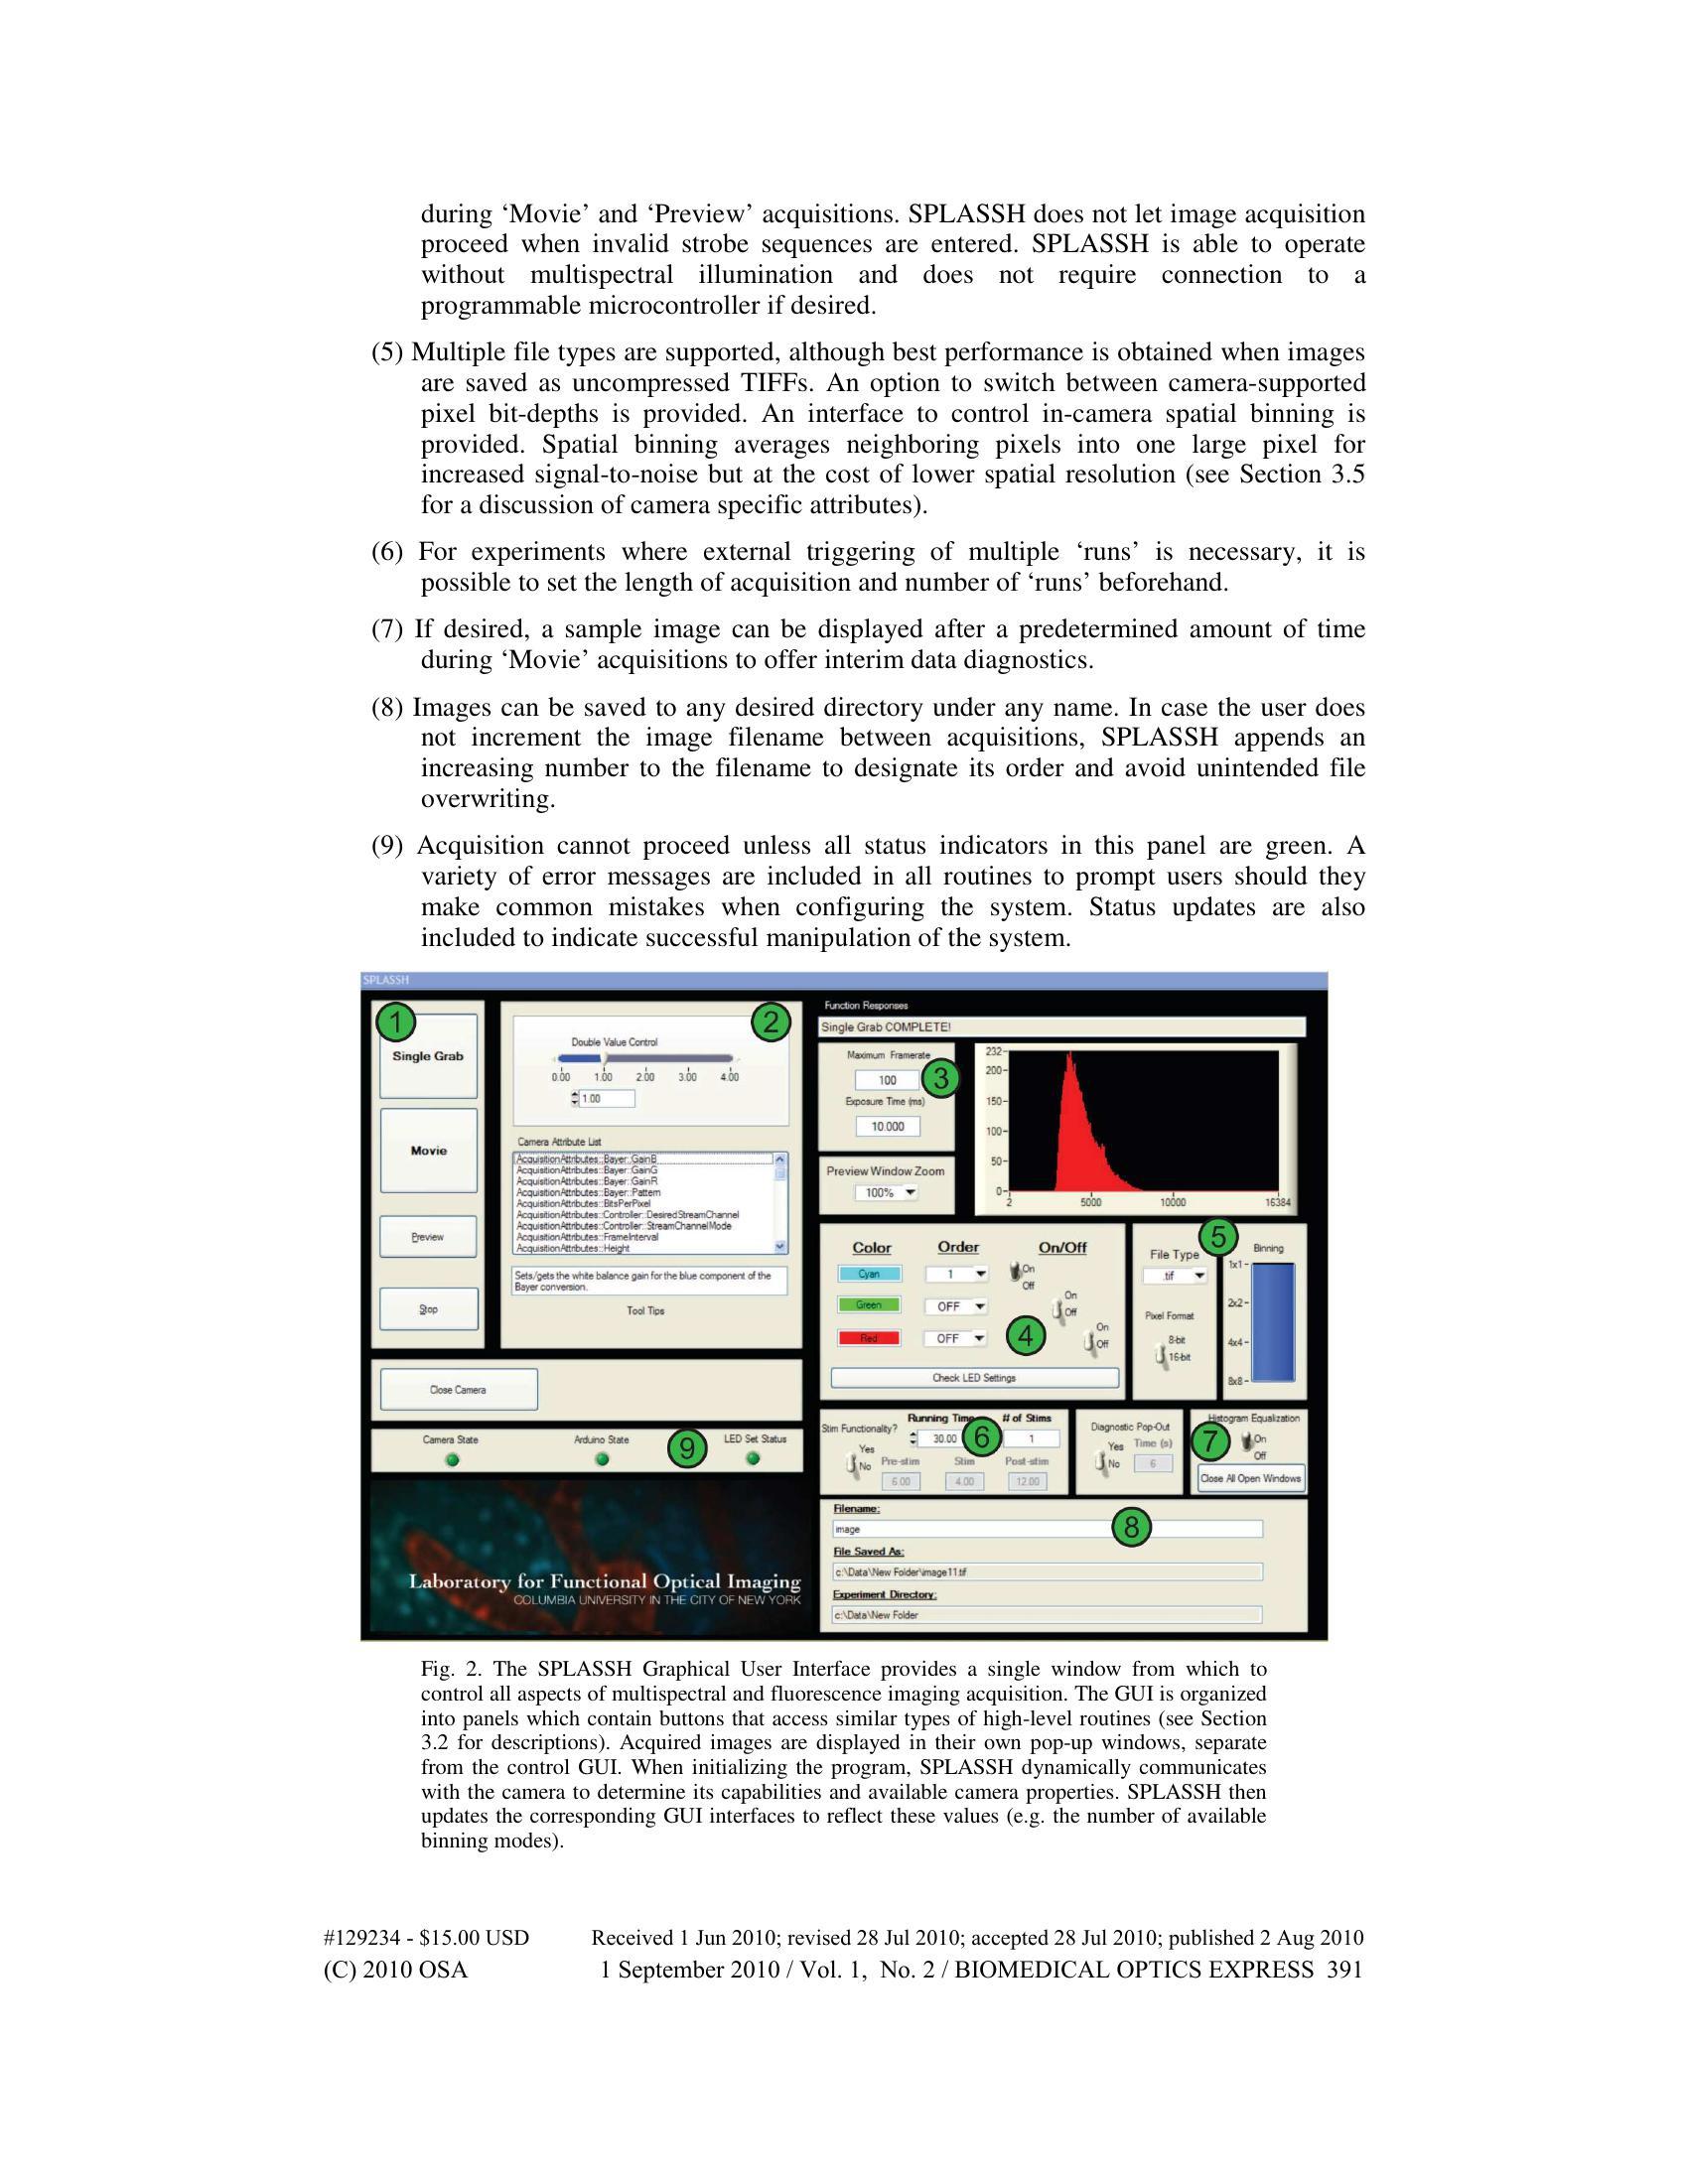 during ‘Movie’ and ‘Preview’ acquisitions. SPLASSH does not let image acquisition
proceed when invalid strobe sequences are entered. SPLASSH is able to operate
without multispectral illumination and does not require connection to a
programmable microcontroller if desired.
(5) Multiple file types are supported, although best performance is obtained when images
are saved as uncompressed TIFFs. An option to switch between camera-supported
pixel bit-depths is provided. An interface to control in-camera spatial binning is
provided. Spatial binning averages neighboring pixels into one large pixel for
increased signal-to-noise but at the cost of lower spatial resolution (see Section 3.5
for a discussion of camera specific attributes).
(6) For experiments where external triggering of multiple ‘runs’ is necessary, it is
possible to set the length of acquisition and number of ‘runs’ beforehand.
(7) If desired, a sample image can be displayed after a predetermined amount of time
during ‘Movie’ acquisitions to offer interim data diagnostics.
(8) Images can be saved to any desired directory under any name. In case the user does
not increment the image filename between acquisitions, SPLASSH appends an
increasing number to the filename to designate its order and avoid unintended file
overwriting.
(9) Acquisition cannot proceed unless all status indicators in this panel are green. A
variety of error messages are included in all routines to prompt users should they
make common mistakes when configuring the system. Status updates are also
included to indicate successful manipulation of the system.
SPLASSH
1
Single Grab
Movie
Preview
Stop
2
Double Value Control
0.00 1.00 2.00 3.00 4.00
1.00
Camera Attribute List
AcquisitionAttributes::Bayer::GainB
AcquisitionAttributes::Bayer::GainG
AcquisitionAttributes::Bayer::GainR
AcquisitionAttributes::Bayer::Pattern
AcquisitionAttributes::BitsPerPixel
AcquisitionAttributes::Controller::DesiredStreamChannel
AcquisitionAttributes::Controller::StreamChannelMode
AcquisitionAttributes::FrameInterval
AcquisitionAttributes::Height
Sets/gets the white balance gain for the blue component of the
Bayer conversion.
Tool Tips
Close Camera
Camera State Arduino State 9 LED Set Status
Laboratory for Functional Optical Imaging
COLUMBIA UNIVERSITY IN THE CITY OF NEW YORK
Function Responses
Single Grab COMPLETE!
Maximum Framerate
100
3
Exposure Time (ms)
10.000
Preview Window Zoom
100%
232
200
150
100
50
0
2 5000 10000 16384
Color Order On/Off
Cyan 1 On
Off
Green OFF On
Off
Red OFF On
Off
4
Check LED Settings
5
File Type
.tif
Pixel Format
8-bit
16-bit
Binning
1x1
2x2
4x4
8x8
Stim Functionality?
Yes
No
Running Time
30.00
6
# of Stims
1
Pre-stim Stim Post-stim
6.00 4.00 12.00
Diagnostic Pop-Out
Yes
No
Time (s)
6
7
Histogram Equalization
On
Off
Close All Open Windows
Filename:
image
8
File Saved As:
c:\Data\New Folder\image11.tif
Experiment Directory:
c:\Data\New Folder
Fig. 2. The SPLASSH Graphical User Interface provides a single window from which to
control all aspects of multispectral and fluorescence imaging acquisition. The GUI is organized
into panels which contain buttons that access similar types of high-level routines (see Section
3.2 for descriptions). Acquired images are displayed in their own pop-up windows, separate
from the control GUI. When initializing the program, SPLASSH dynamically communicates
with the camera to determine its capabilities and available camera properties. SPLASSH then
updates the corresponding GUI interfaces to reflect these values (e.g. the number of available
binning modes).
#129234 - $15.00 USD Received 1 Jun 2010; revised 28 Jul 2010; accepted 28 Jul 2010; published 2 Aug 2010
(C) 2010 OSA 1 September 2010 / Vol. 1, No. 2 / BIOMEDICAL OPTICS EXPRESS 391